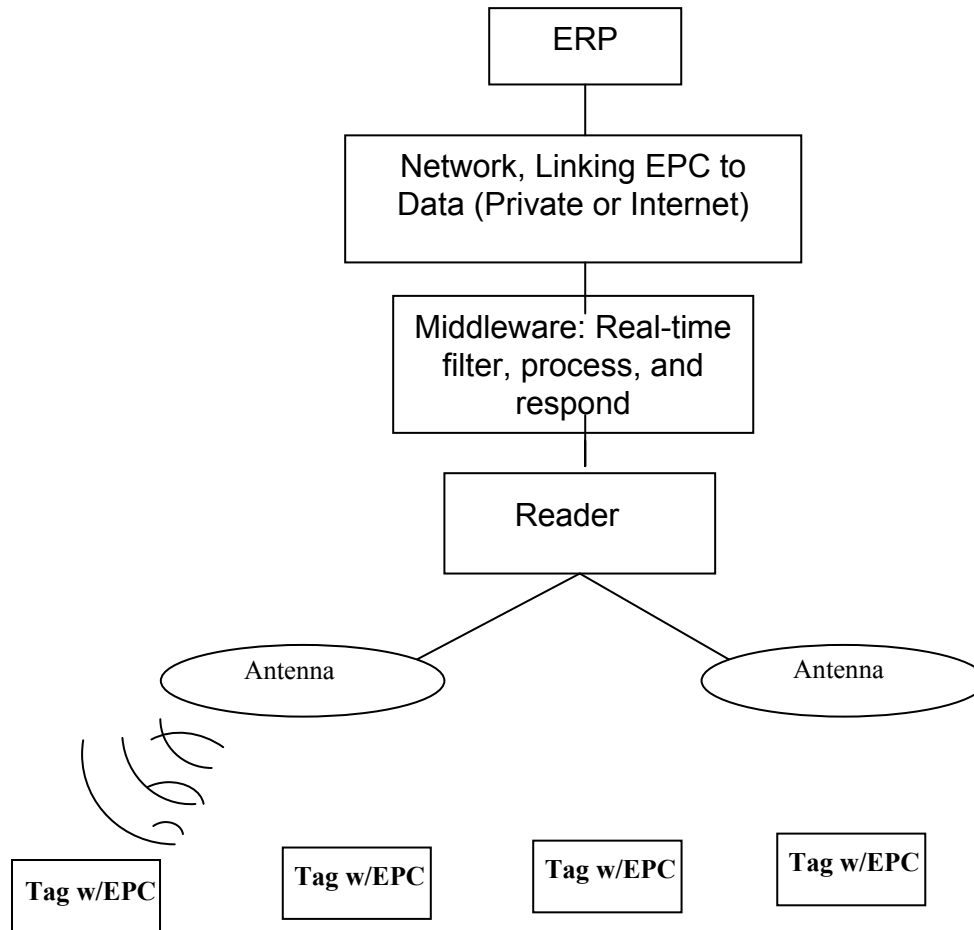 ERP
Network, Linking EPC to
Data (Private or Internet)
Middleware: Real-time
filter, process, and
respond
Reader
Antenna
Antenna
Tag w/EPC
Tag w/EPC
Tag w/EPC
Tag w/EPC